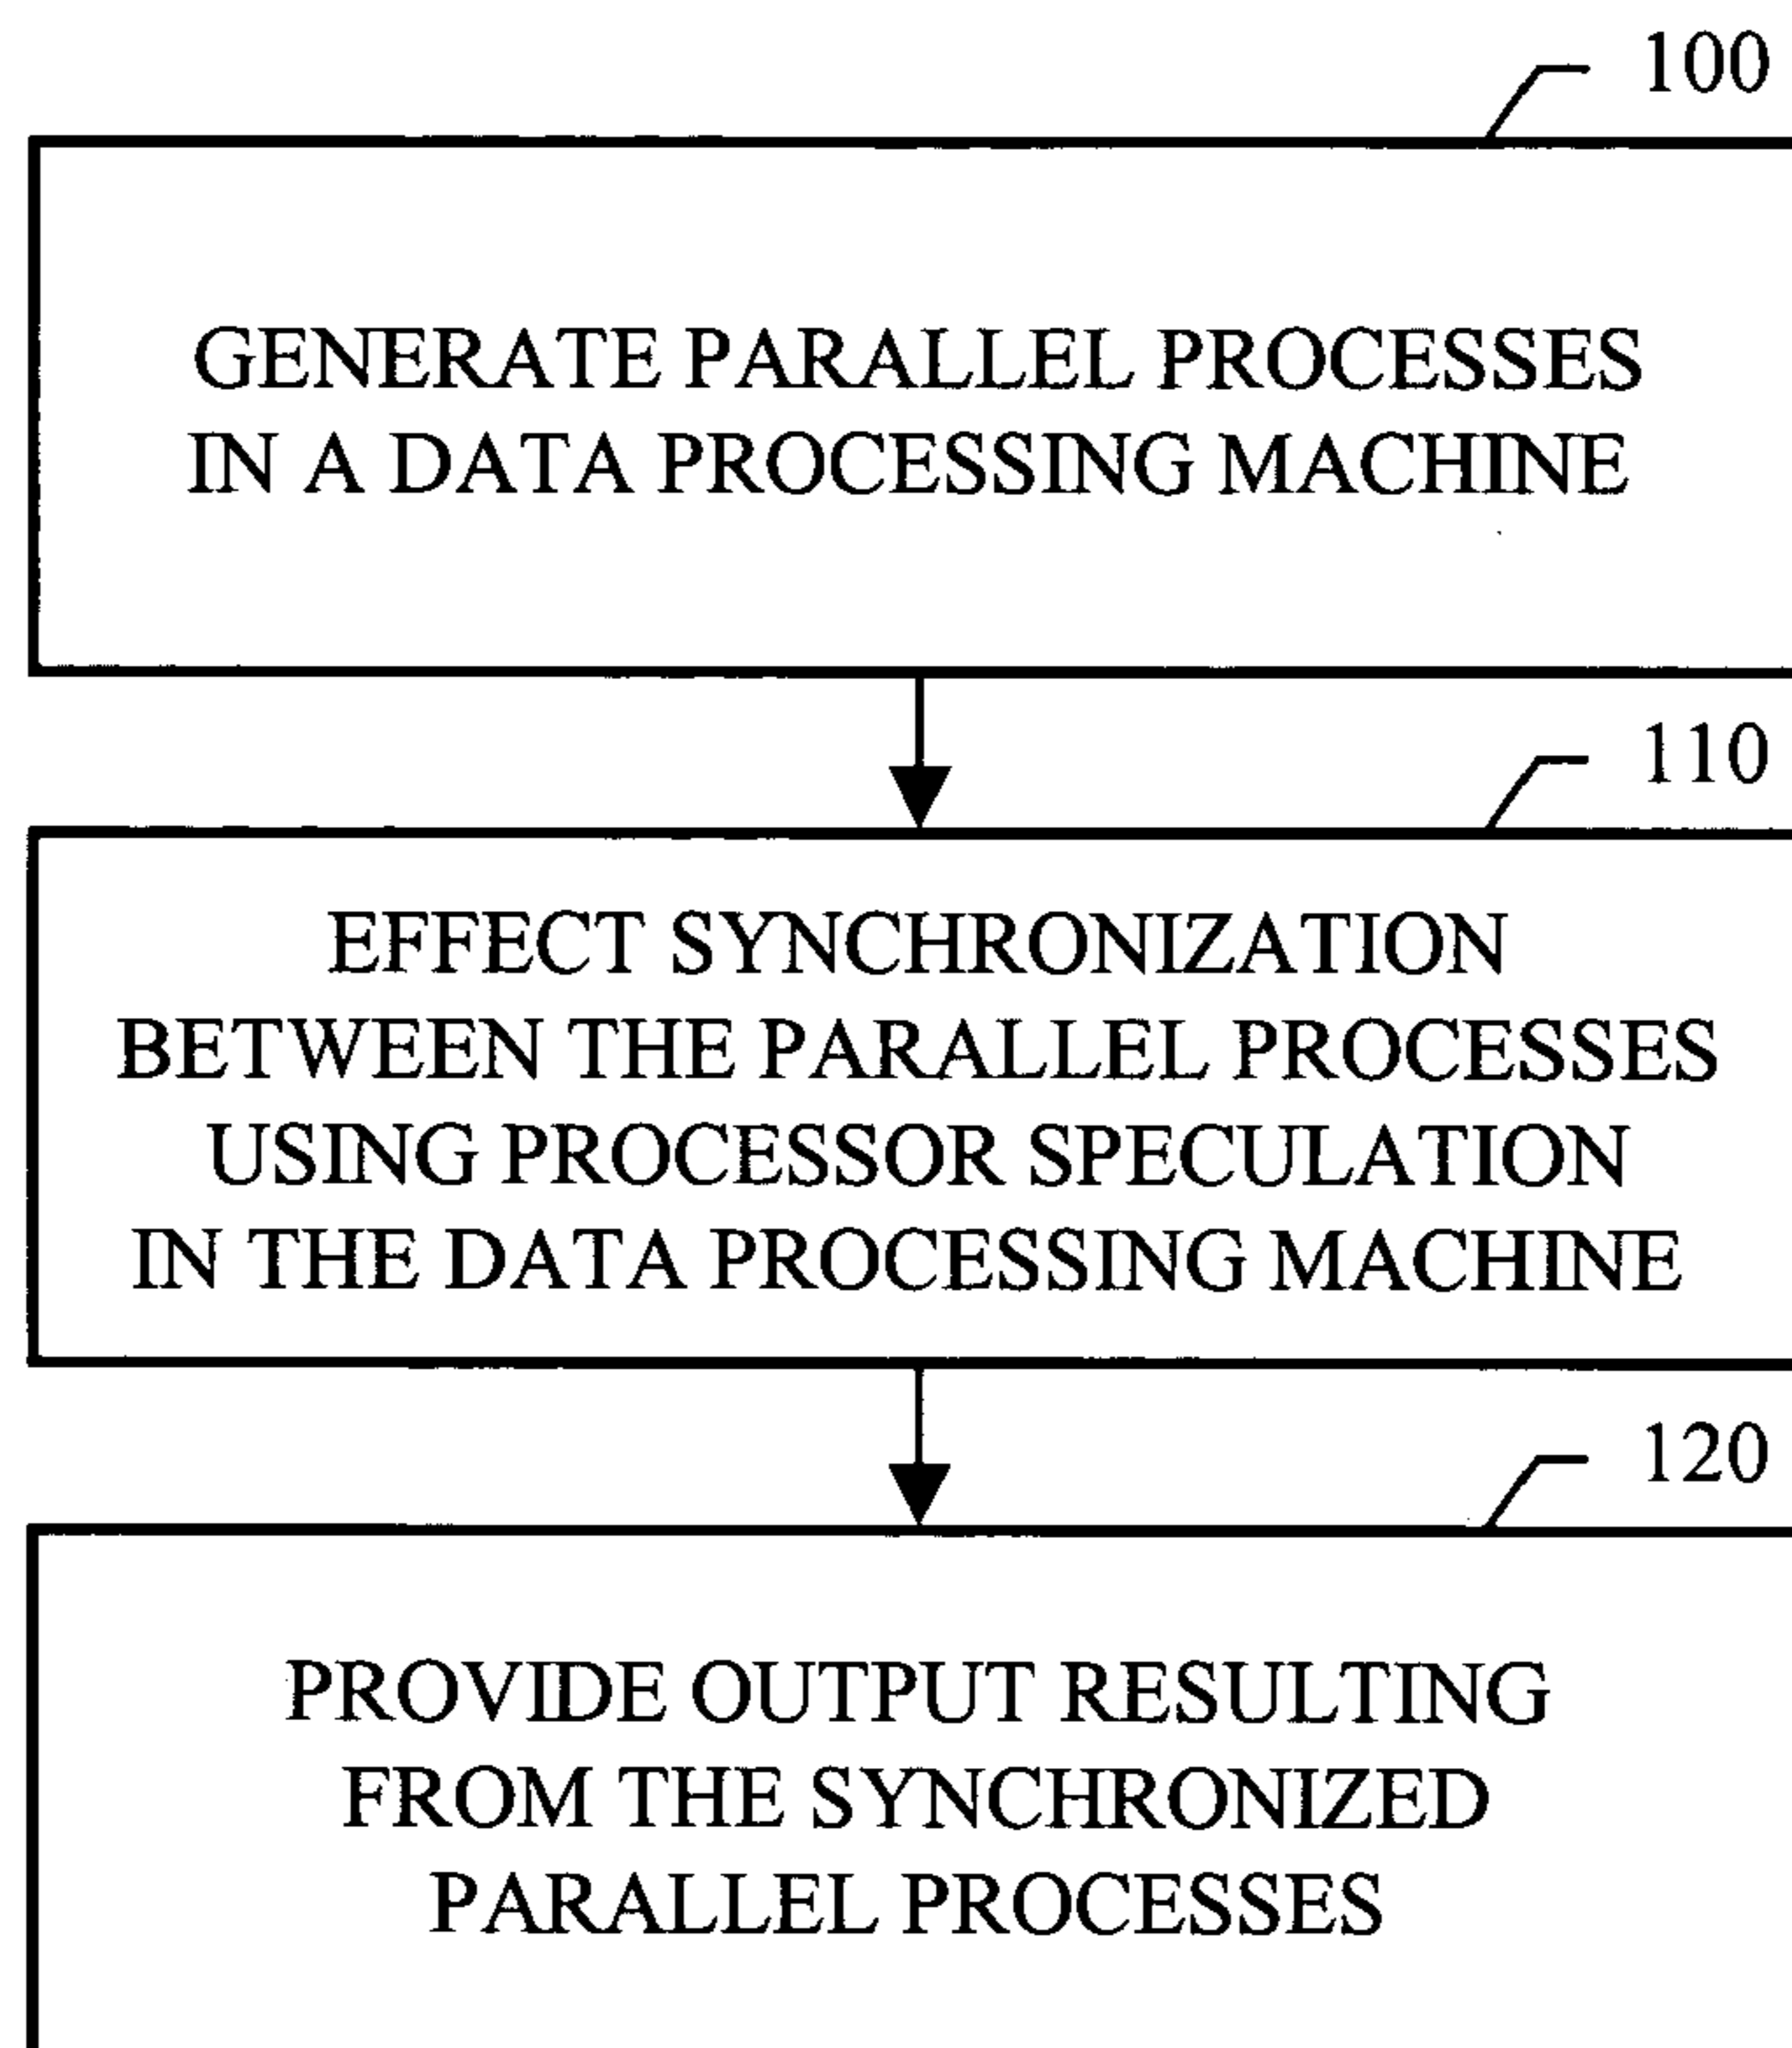 100
GENERATE PARALLEL PROCESSES
IN A DATA PROCESSING MACHINE
110
EFFECT SYNCHRONIZATION
BETWEEN THE PARALLEL PROCESSES
USING PROCESSOR SPECULATION
IN THE DATA PROCESSING MACHINE
120
PROVIDE OUTPUT RESULTING
FROM THE SYNCHRONIZED
PARALLEL PROCESSES